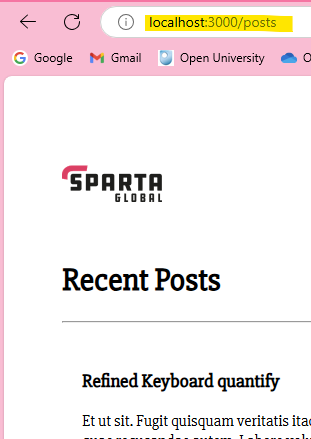 localhost:3000/posts
Google Gmail Open University O
SPARTA
GLOBAL
Recent Posts
Refined Keyboard quantify
Et ut sit. Fugit quisquam veritatis itac